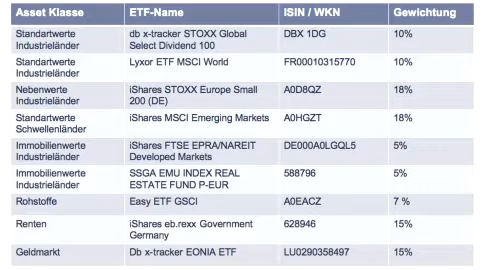 Asset Klasse ETF-Name ISIN / WKN Gewichtung
Standartwerte db x-tracker STOXX Global DBX 1DG 10%
Industrieländer Select Dividend 100
Standartwerte Lyxor ETF MSCI World FR00010315770 10%
Industrieländer
Nebenwerte iShares STOXX Europe Small A0D8QZ 18%
Industrieländer 200 (DE)
Standartwerte iShares MSCI Emerging Markets A0HGZT 18%
Schwellenländer
Immobilienwerte iShares FTSE EPRA/NAREIT DE000A0LGQL5 5%
Industrieländer Developed Markets
Immobilienwerte SSGA EMU INDEX REAL 588796 5%
Industrieländer ESTATE FUND P-EUR
Rohstoffe Easy ETF GSCI A0EACZ 7 %
Renten iShares eb.rexx Government 628946 15%
Germany
Geldmarkt Db x-tracker EONIA ETF LU0290358497 15%